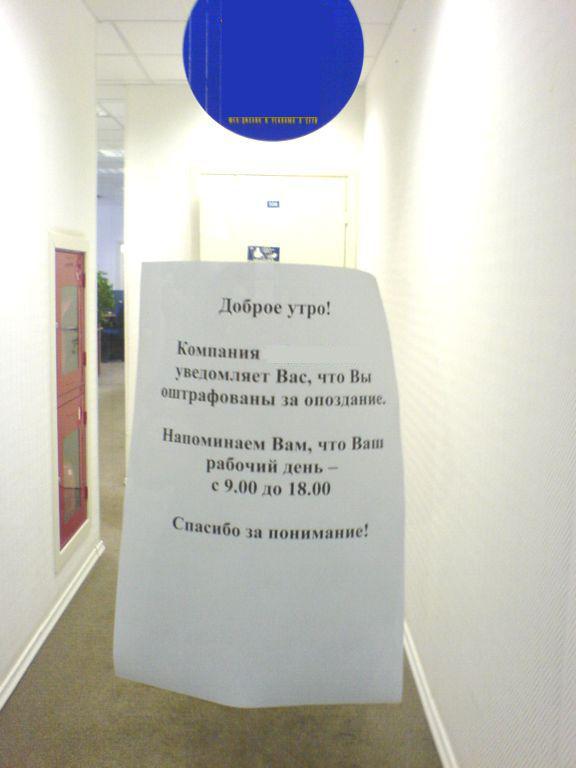 Доброе утро!
Компания
уведомляет Вас, что Вы
оштрафованы за опоздание.
Напоминаем Вам, что Ваш
рабочий день –
с 9.00 до 18.00
Спасибо за понимание!